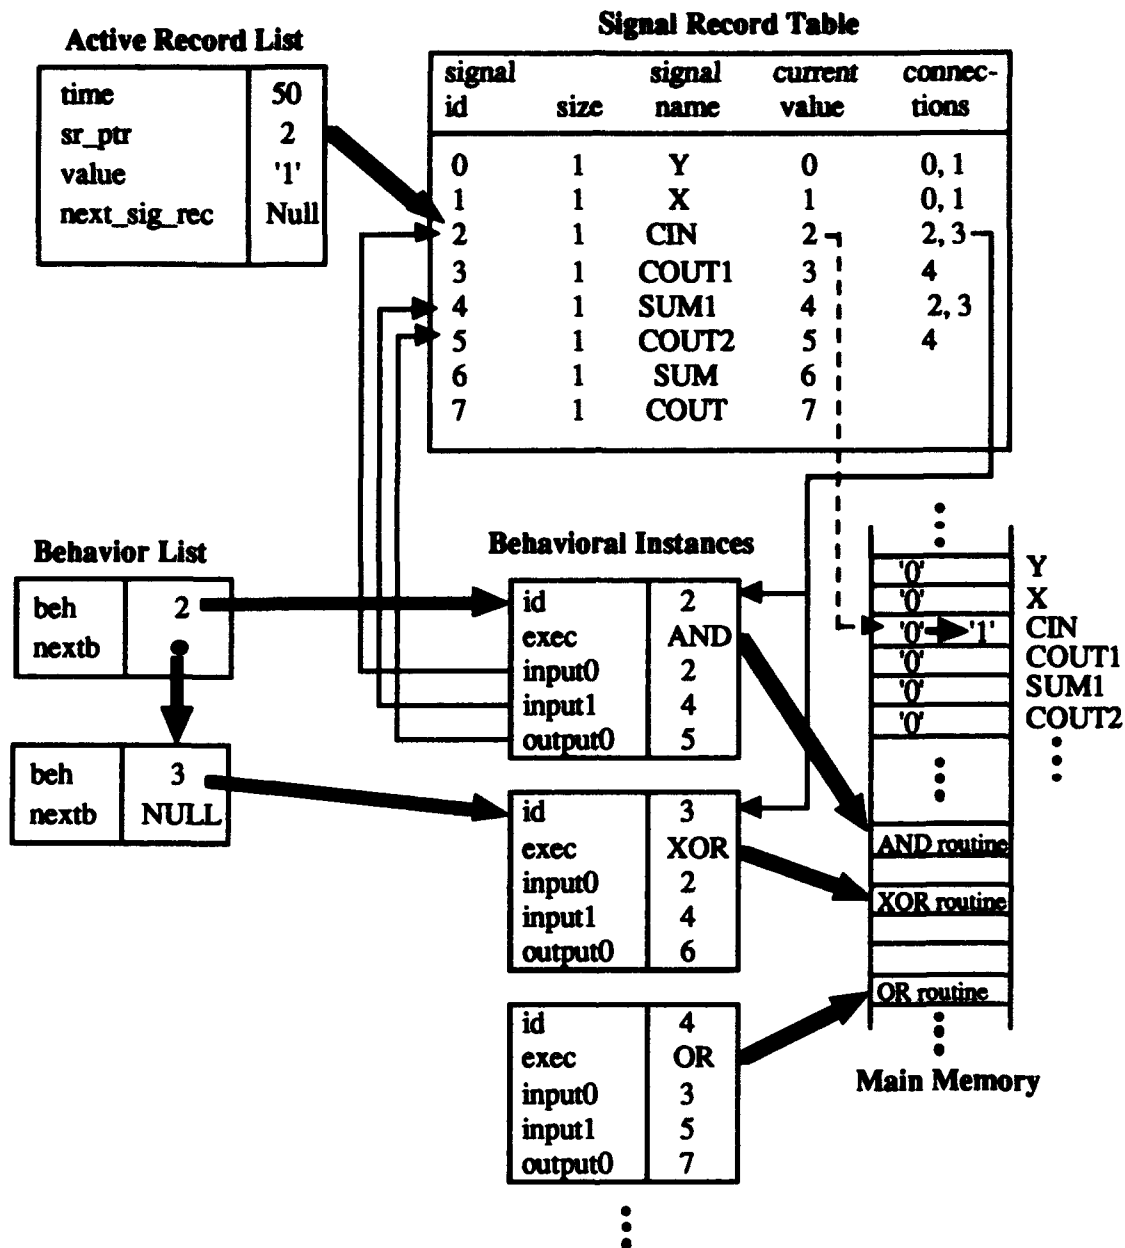 Active Record List
time 50
sr_ptr 2
value '1'
next_sig_rec Null
Signal Record Table
signal signal current connec-
id size name value tions
0 1 Y 0 0, 1
1 1 X 1 0, 1
2 1 CIN 2 2, 3
3 1 COUT1 3 4
4 1 SUM1 4 2, 3
5 1 COUT2 5 4
6 1 SUM 6
7 1 COUT 7
Behavior List
beh 2
nextb
beh 3
nextb NULL
Behavioral Instances
id 2
exec AND
input0 2
input1 4
output0 5
id 3
exec XOR
input0 2
input1 4
output0 6
id 4
exec OR
input0 3
input1 5
output0 7
'0' Y
'0' X
'0' '1' CIN
'0' COUT1
'0' SUM1
'0' COUT2
AND routine
XOR routine
OR routine
Main Memory